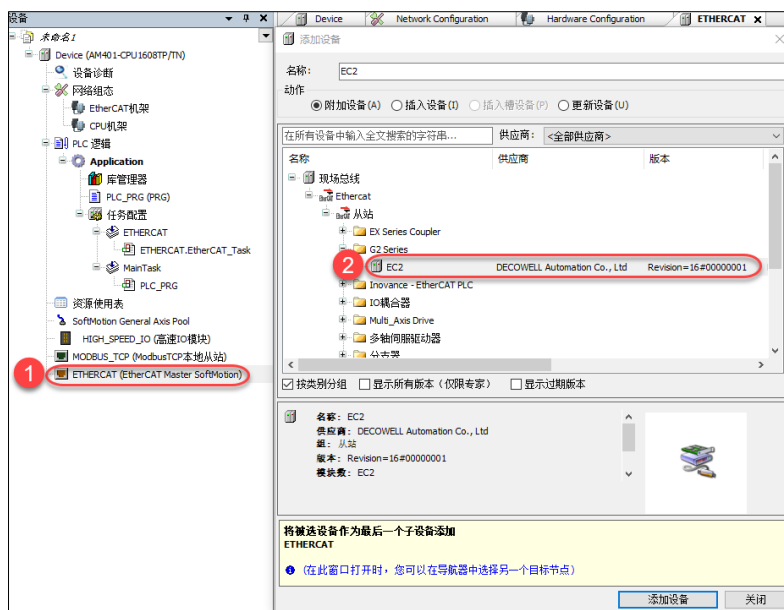 设备
未命名1
Device (AM401-CPU1608TP/TN)
设备诊断
网络组态
EtherCAT机架
CPU机架
PLC 逻辑
Application
库管理器
PLC_PRG (PRG)
任务配置
ETHERCAT
ETHERCAT.EtherCAT_Task
MainTask
PLC_PRG
资源使用表
SoftMotion General Axis Pool
HIGH_SPEED_IO (高速IO模块)
MODBUS_TCP (ModbusTCP本地从站)
1
ETHERCAT (EtherCAT Master SoftMotion)
Device Network Configuration Hardware Configuration ETHERCAT
添加设备
名称: EC2
动作
附加设备(A) 插入设备(I) 插入槽设备(P) 更新设备(U)
在所有设备中输入全文搜索的字符串... 供应商: <全部供应商>
名称 供应商 版本
现场总线
Ethercat
从站
EX Series Coupler
G2 Series
2
EC2 DECOWELL Automation Co., Ltd Revision=16#00000001
Inovance - EtherCAT PLC
IO耦合器
Multi_Axis Drive
多轴伺服驱动器
分支器
按类别分组 显示所有版本（仅限专家） 显示过期版本
名称: EC2
供应商: DECOWELL Automation Co., Ltd
组: 从站
版本: Revision=16#00000001
模块数: EC2
将被选设备作为最后一个子设备添加
ETHERCAT
(在此窗口打开时，您可以在导航器中选择另一个目标节点)
添加设备 关闭